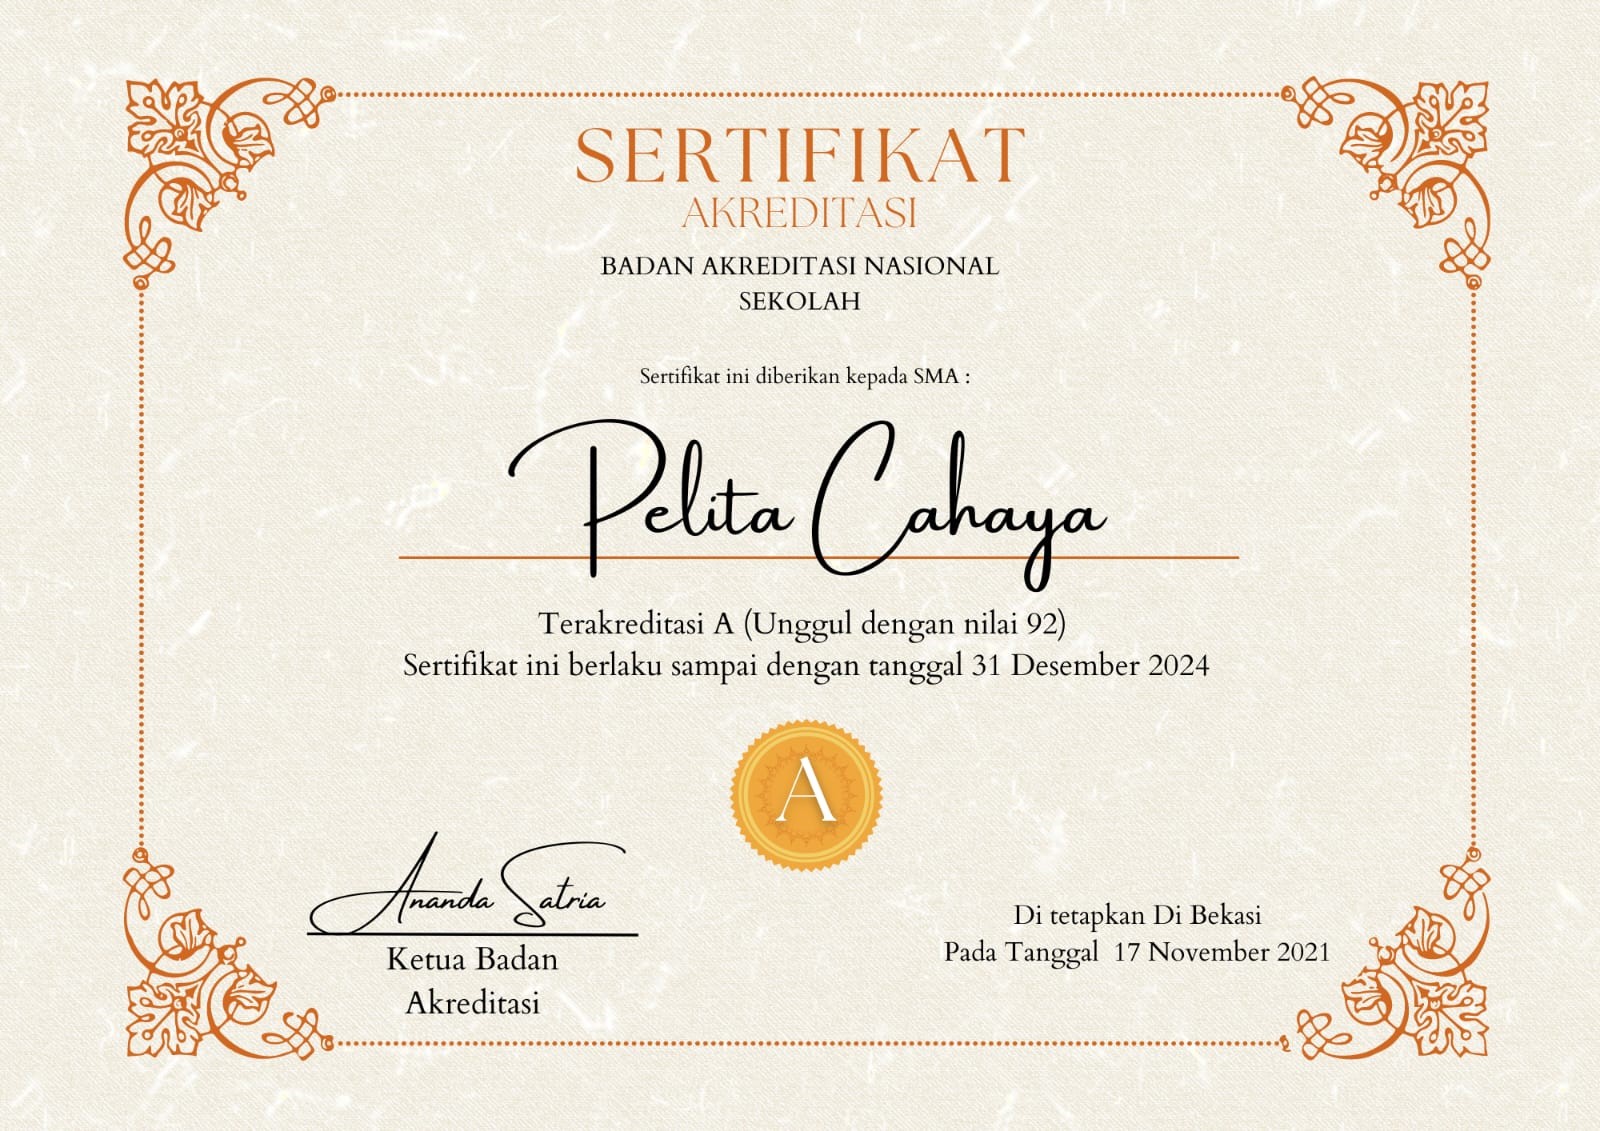 SERTIFIKAT
AKREDITASI
BADAN AKREDITASI NASIONAL
SEKOLAH
Sertifikat ini diberikan kepada SMA :
Pelita Cahaya
Terakreditasi A (Unggul dengan nilai 92)
Sertifikat ini berlaku sampai dengan tanggal 31 Desember 2024
A
Ananda Satria
Ketua Badan
Akreditasi
Di tetapkan Di Bekasi
Pada Tanggal  17 November 2021